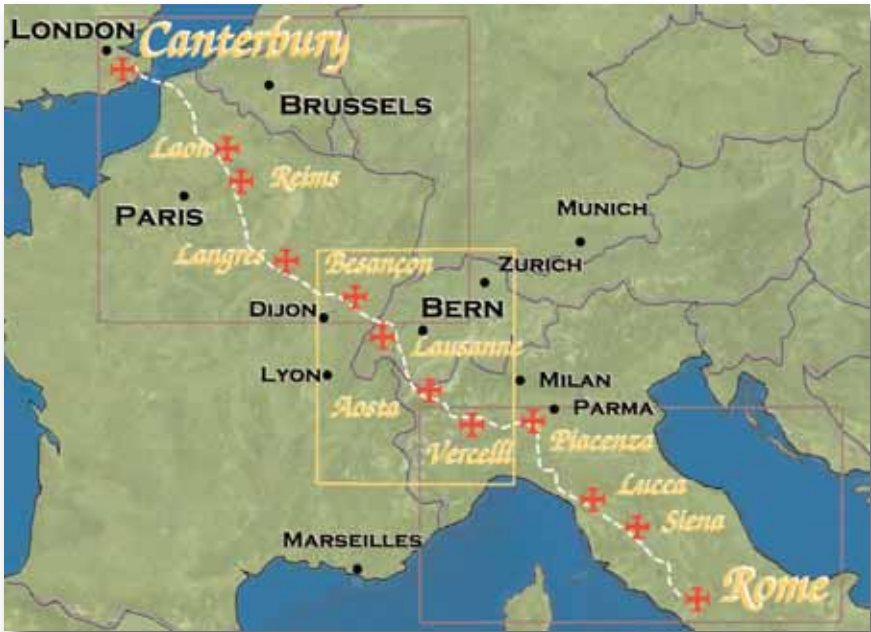 LONDON
Canterbury
BRUSSELS
Laon
Reims
PARIS
MUNICH
Langres
Besançon
ZURICH
DIJON
BERN
Lausanne
LYON
MILAN
Aosta
PARMA
Vercelli
Piacenza
Lucca
Siena
MARSEILLES
Rome